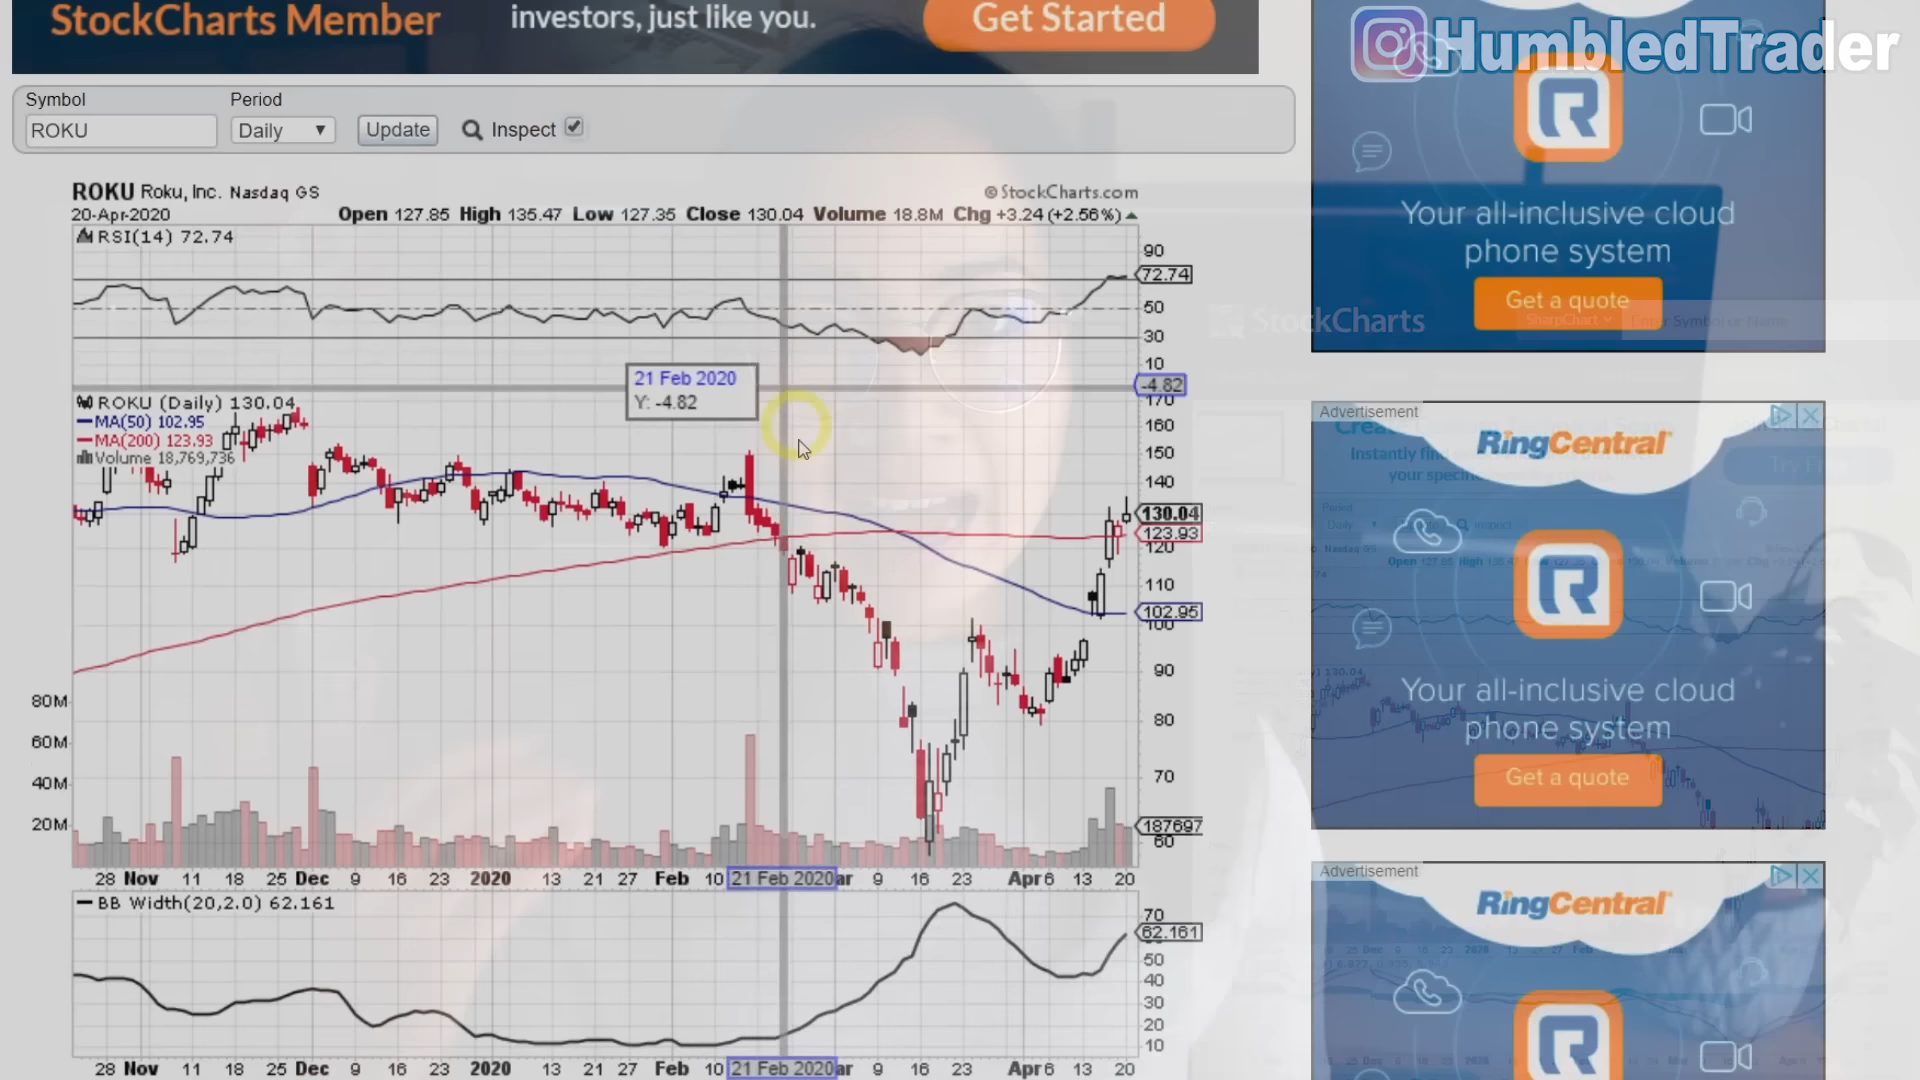 StockCharts Member
investors, just like you.
Get Started
HumbledTrader
Symbol
Period
ROKU
Daily
Update
Inspect
ROKU Roku, Inc. Nasdaq GS
© StockCharts.com
20-Apr-2020
Open 127.85 High 135.47 Low 127.35 Close 130.04 Volume 18.8M Chg +3.24 (+2.56%)
RSI(14) 72.74
90
72.74
50
30
10
-4.82
21 Feb 2020
Y: -4.82
ROKU (Daily) 130.04
MA(50) 102.95
MA(200) 123.93
Volume 18,769,736
170
160
150
140
130.04
123.93
120
110
102.95
100
90
80
70
187697
60
80M
60M
40M
20M
28 Nov 11 18 25 Dec 9 16 23 2020 13 21 27 Feb 10 21 Feb 2020 ar 9 16 23 Apr 6 13 20
BB Width(20,2.0) 62.161
70
62.161
50
40
30
20
10
28 Nov 11 18 25 Dec 9 16 23 2020 13 21 27 Feb 10 21 Feb 2020 ar 9 16 23 Apr 6 13 20
Your all-inclusive cloud
phone system
Get a quote
StockCharts
SharpChart
Enter Symbol or Name
Advertisement
RingCentral
Your all-inclusive cloud
phone system
Get a quote
Advertisement
RingCentral